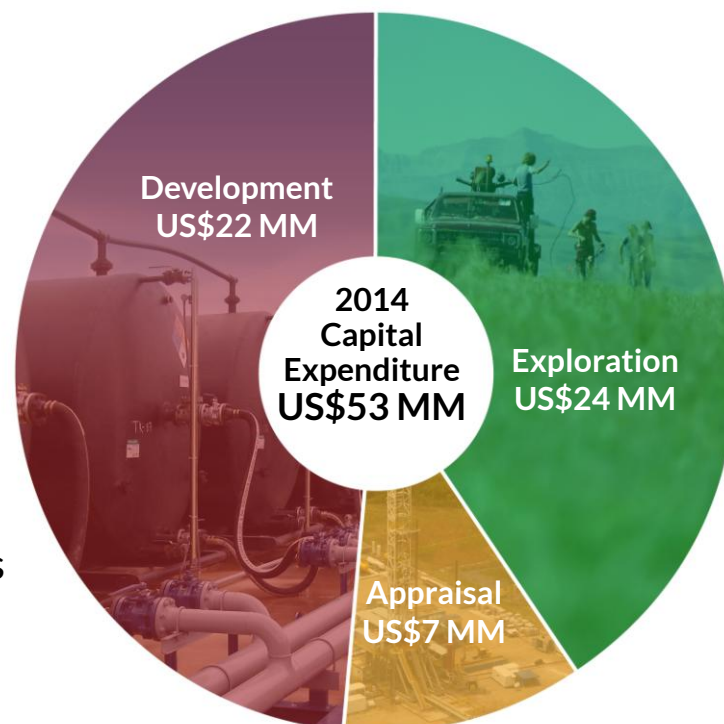 Development
US$22 MM
2014
Capital
Expenditure
US$53 MM
Exploration
US$24 MM
Appraisal
US$7 MM
s